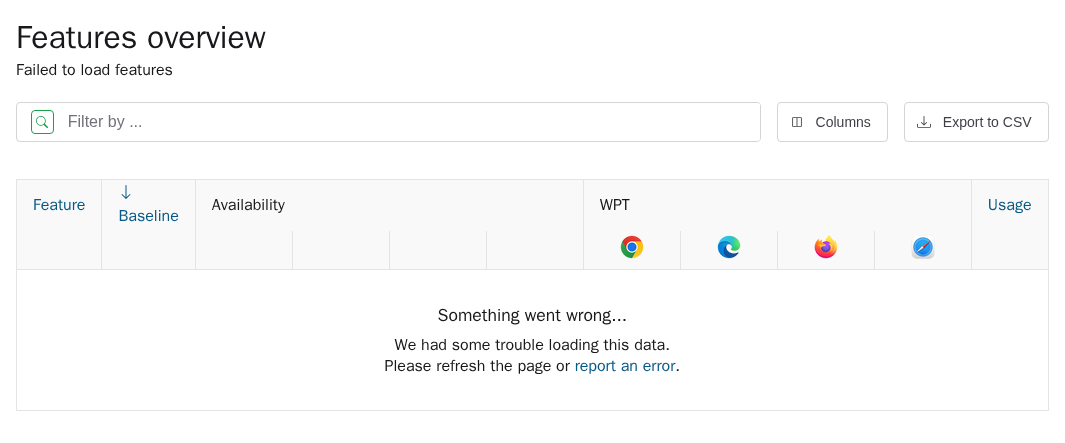 Features overview
Failed to load features
Filter by ...
Columns
Export to CSV
Feature
Baseline
Availability
WPT
Usage
Something went wrong...
We had some trouble loading this data.
Please refresh the page or report an error.